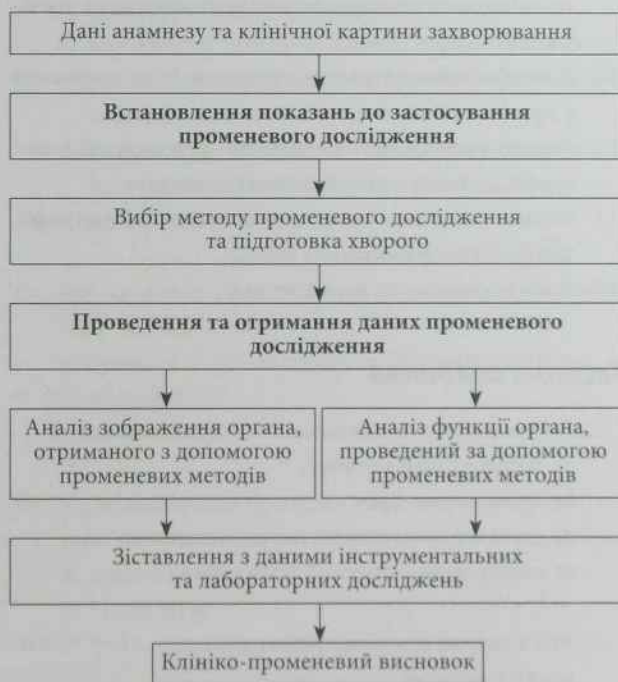 Дані анамнезу та клінічної картини захворювання
Встановлення показань до застосування
променевого дослідження
Вибір методу променевого дослідження
та підготовка хворого
Проведення та отримання даних променевого
дослідження
Аналіз зображення органа,
отриманого з допомогою
променевих методів
Аналіз функції органа,
проведений за допомогою
променевих методів
Зіставлення з даними інструментальних
та лабораторних досліджень
Клініко-променевий висновок